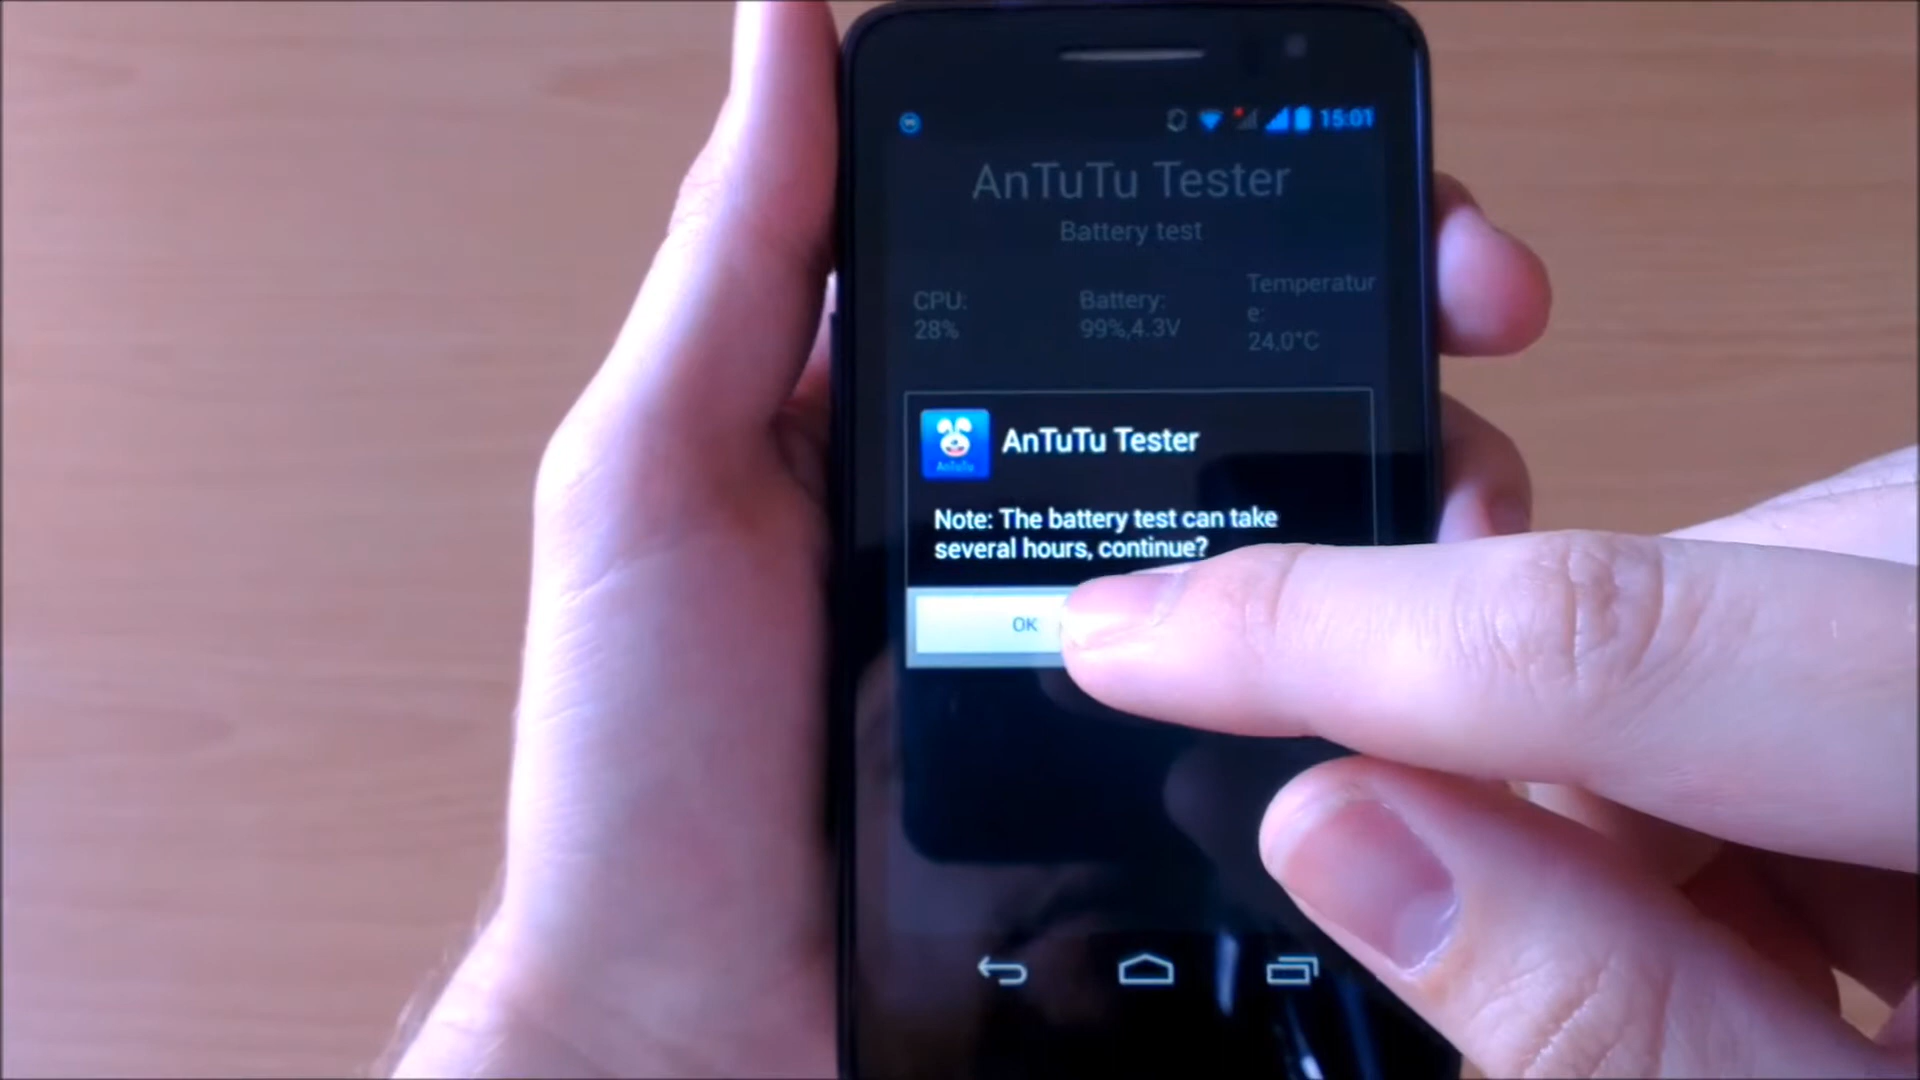 15:01
AnTuTu Tester
Battery test
CPU:
28%
Battery:
99%,4.3V
Temperatur
e:
24.0°C
AnTuTu
AnTuTu Tester
Note: The battery test can take
several hours, continue?
OK